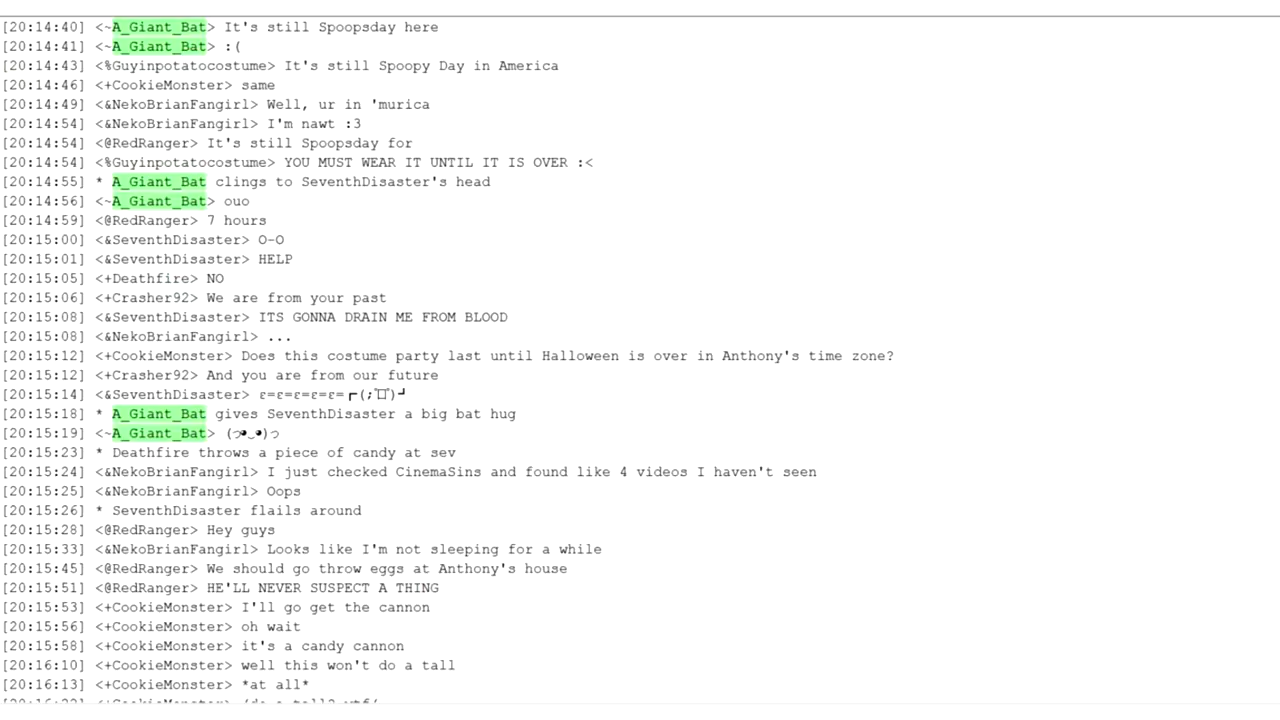 [20:14:40] <~A_Giant_Bat> It's still Spoopsday here
[20:14:41] <~A_Giant_Bat> :(
[20:14:43] <%Guyinpotatocostume> It's still Spoopy Day in America
[20:14:46] <+CookieMonster> same
[20:14:49] <&NekoBrianFangirl> Well, ur in 'murica
[20:14:54] <&NekoBrianFangirl> I'm nawt :3
[20:14:54] <@RedRanger> It's still Spoopsday for
[20:14:54] <%Guyinpotatocostume> YOU MUST WEAR IT UNTIL IT IS OVER :<
[20:14:55] * A_Giant_Bat clings to SeventhDisaster's head
[20:14:56] <~A_Giant_Bat> ouo
[20:14:59] <@RedRanger> 7 hours
[20:15:00] <&SeventhDisaster> O-O
[20:15:01] <&SeventhDisaster> HELP
[20:15:05] <+Deathfire> NO
[20:15:06] <+Crasher92> We are from your past
[20:15:08] <&SeventhDisaster> ITS GONNA DRAIN ME FROM BLOOD
[20:15:08] <&NekoBrianFangirl> ...
[20:15:12] <+CookieMonster> Does this costume party last until Halloween is over in Anthony's time zone?
[20:15:12] <+Crasher92> And you are from our future
[20:15:14] <&SeventhDisaster> ε=ε=ε=ε=ε=┏(;ﾟ□ﾟ)┛
[20:15:18] * A_Giant_Bat gives SeventhDisaster a big bat hug
[20:15:19] <~A_Giant_Bat> (っ◕‿◕)っ
[20:15:23] * Deathfire throws a piece of candy at sev
[20:15:24] <&NekoBrianFangirl> I just checked CinemaSins and found like 4 videos I haven't seen
[20:15:25] <&NekoBrianFangirl> Oops
[20:15:26] * SeventhDisaster flails around
[20:15:28] <@RedRanger> Hey guys
[20:15:33] <&NekoBrianFangirl> Looks like I'm not sleeping for a while
[20:15:45] <@RedRanger> We should go throw eggs at Anthony's house
[20:15:51] <@RedRanger> HE'LL NEVER SUSPECT A THING
[20:15:53] <+CookieMonster> I'll go get the cannon
[20:15:56] <+CookieMonster> oh wait
[20:15:58] <+CookieMonster> it's a candy cannon
[20:16:10] <+CookieMonster> well this won't do a tall
[20:16:13] <+CookieMonster> *at all*